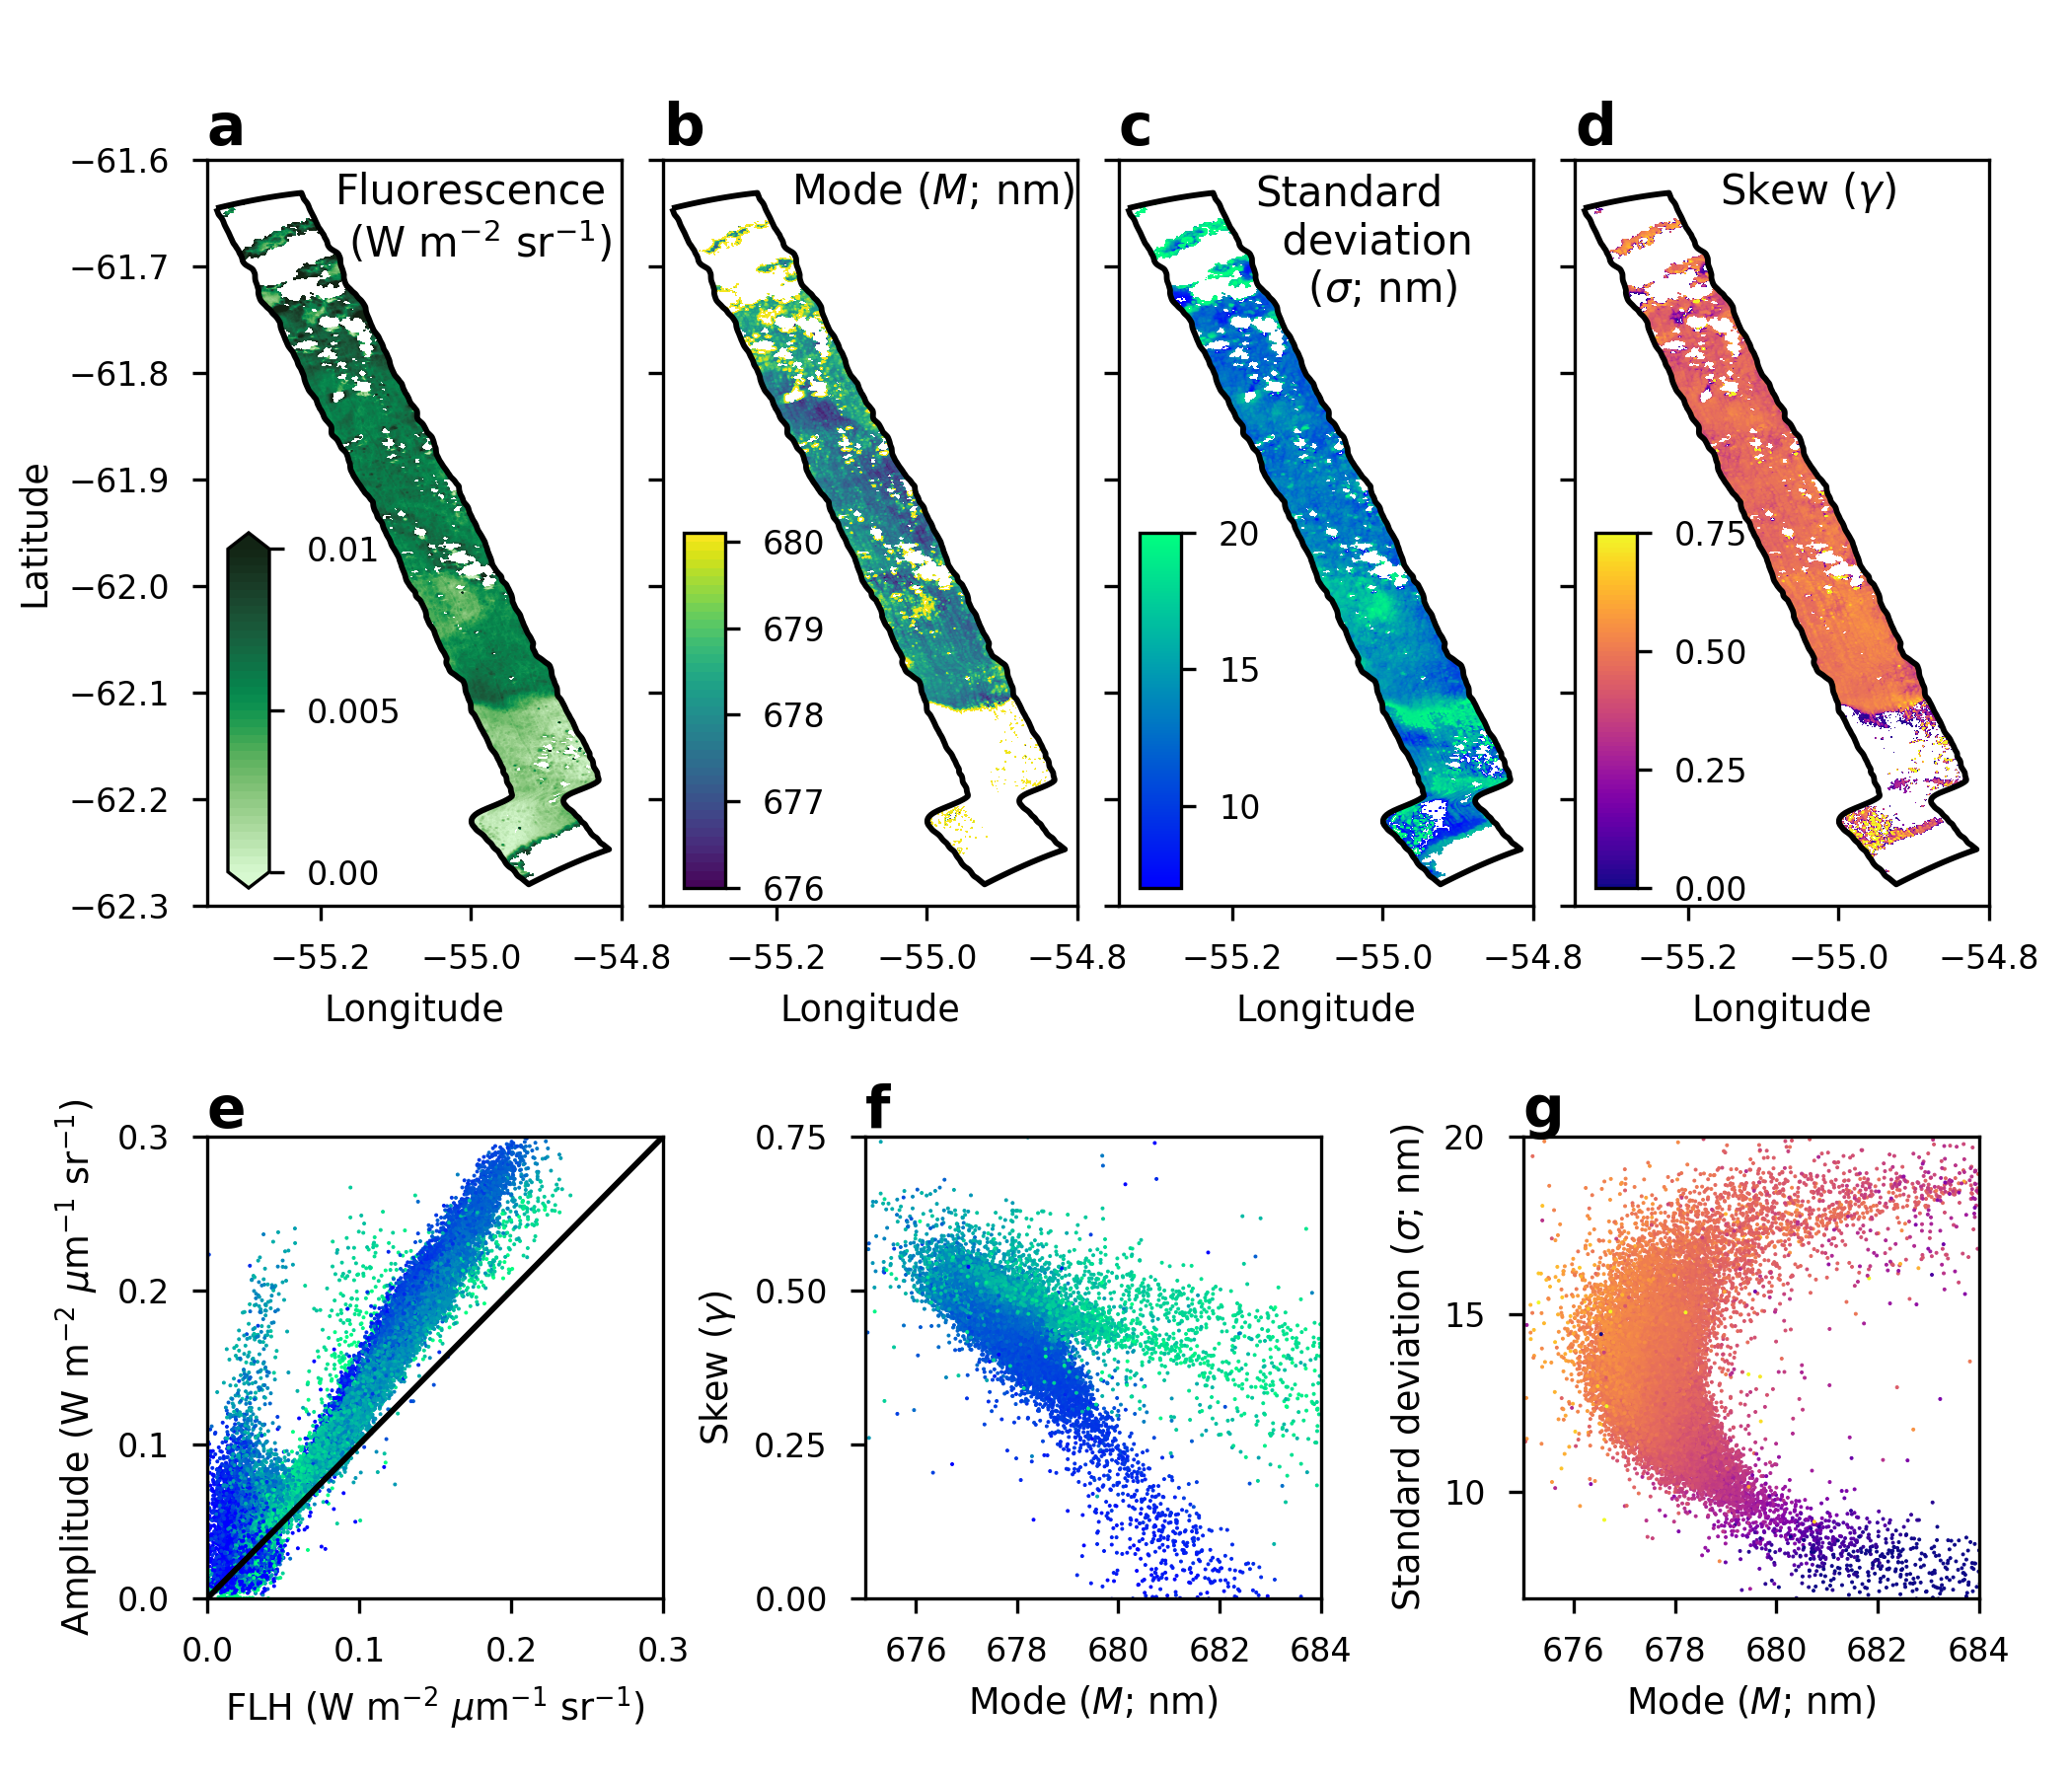 a
b
c
d
Fluorescence
(W m⁻² sr⁻¹)
Mode (M; nm)
Standard
deviation
(σ; nm)
Skew (γ)
Latitude
−61.6
−61.7
−61.8
−61.9
−62.0
−62.1
−62.2
−62.3
0.01
0.005
0.00
680
679
678
677
676
20
15
10
0.75
0.50
0.25
0.00
−55.2 −55.0 −54.8
−55.2 −55.0 −54.8
−55.2 −55.0 −54.8
−55.2 −55.0 −54.8
Longitude
Longitude
Longitude
Longitude
e
Amplitude (W m⁻² μm⁻¹ sr⁻¹)
0.3
0.2
0.1
0.0
0.0 0.1 0.2 0.3
FLH (W m⁻² μm⁻¹ sr⁻¹)
f
Skew (γ)
0.75
0.50
0.25
0.00
676 678 680 682 684
Mode (M; nm)
g
Standard deviation (σ; nm)
20
15
10
676 678 680 682 684
Mode (M; nm)